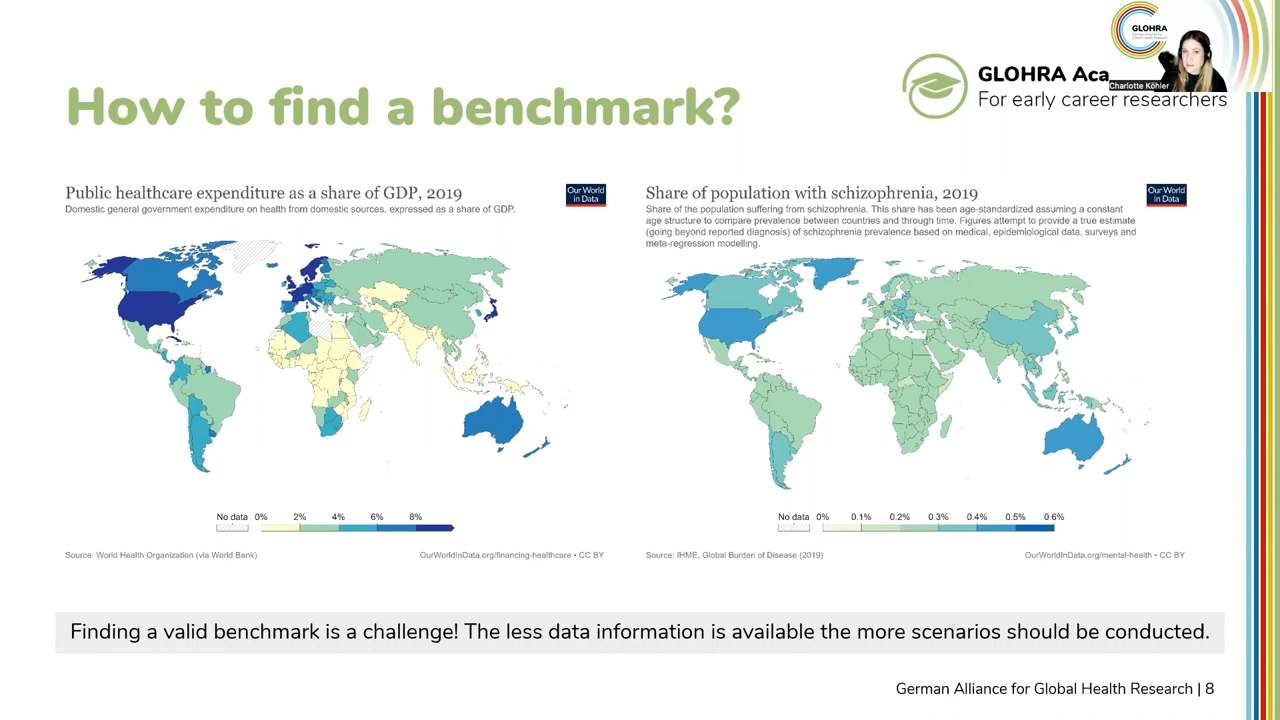 GLOHRA
How to find a benchmark?
GLOHRA Aca
Charlotte Köhler
For early career researchers
Public healthcare expenditure as a share of GDP, 2019
Our World
in Data
Domestic general government expenditure on health from domestic sources, expressed as a share of GDP.
No data 0% 2% 4% 6% 8%
Source: World Health Organization (via World Bank)
OurWorldInData.org/financing-healthcare • CC BY
Share of population with schizophrenia, 2019
Our World
in Data
Share of the population suffering from schizophrenia. This share has been age-standardized assuming a constant
age structure to compare prevalence between countries and through time. Figures attempt to provide a true estimate
(going beyond reported diagnosis) of schizophrenia prevalence based on medical, epidemiological data, surveys and
meta-regression modelling.
No data 0% 0.1% 0.2% 0.3% 0.4% 0.5% 0.6%
Source: IHME, Global Burden of Disease (2019)
OurWorldInData.org/mental-health • CC BY
Finding a valid benchmark is a challenge! The less data information is available the more scenarios should be conducted.
German Alliance for Global Health Research | 8